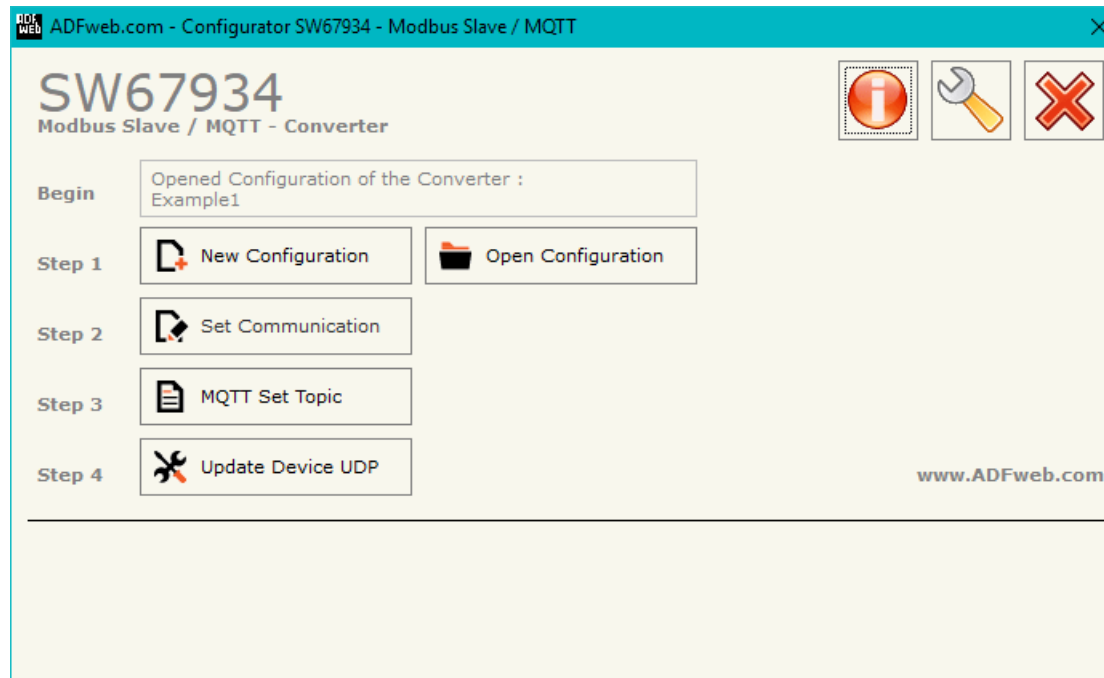 ADF
WEB
ADFweb.com - Configurator SW67934 - Modbus Slave / MQTT
SW67934
Modbus Slave / MQTT - Converter
Begin
Opened Configuration of the Converter :
Example1
Step 1
New Configuration
Open Configuration
Step 2
Set Communication
Step 3
MQTT Set Topic
Step 4
Update Device UDP
www.ADFweb.com